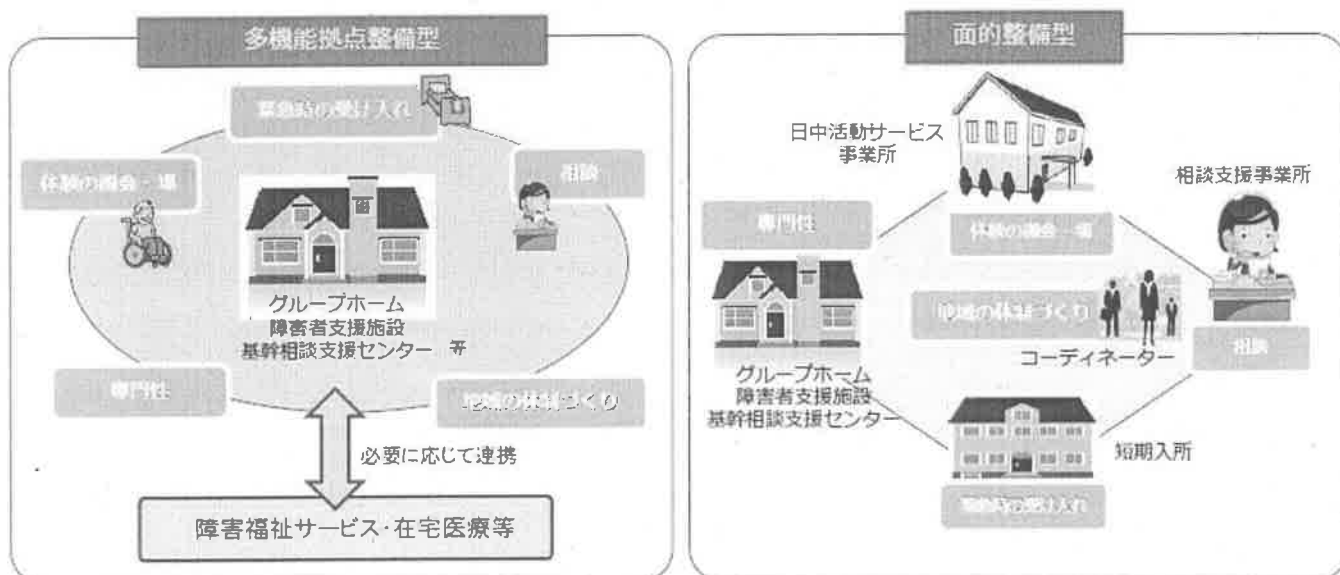 多機能拠点整備型
緊急時の受け入れ
体験の機会・場
相談
グループホーム
障害者支援施設
基幹相談支援センター 等
専門性
地域の体制づくり
必要に応じて連携
障害福祉サービス・在宅医療等
面的整備型
日中活動サービス
事業所
相談支援事業所
専門性
体験の機会・場
地域の体制づくり
コーディネーター
相談
グループホーム
障害者支援施設
基幹相談支援センター
短期入所
緊急時の受け入れ